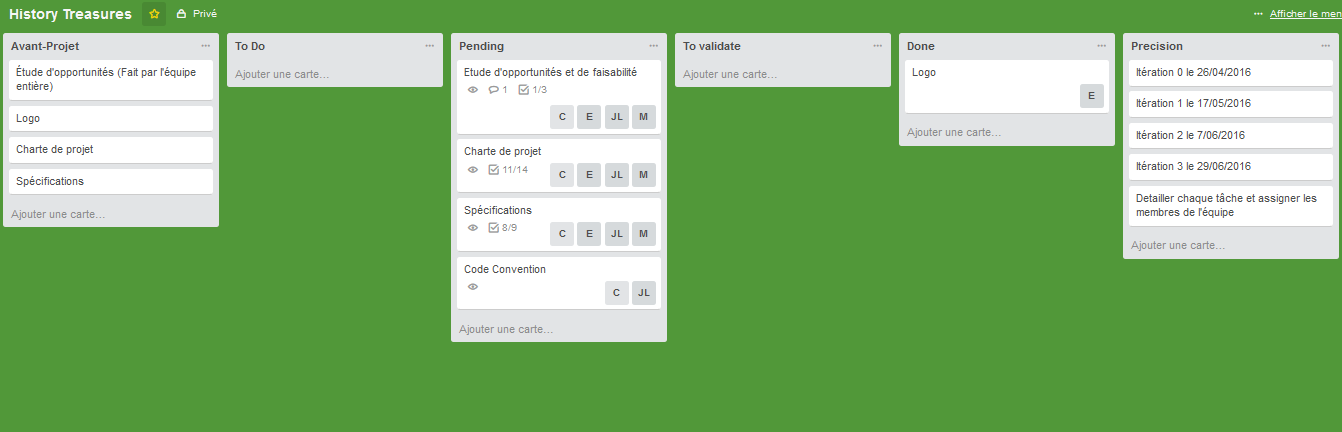 History Treasures
Privé
Afficher le men
Avant-Projet
Étude d'opportunités (Fait par l'équipe
entière)
Logo
Charte de projet
Spécifications
Ajouter une carte...
To Do
Ajouter une carte...
Pending
Etude d'opportunités et de faisabilité
1 1/3
C E JL M
Charte de projet
11/14 C E JL M
Spécifications
8/9 C E JL M
Code Convention
C JL
Ajouter une carte...
To validate
Ajouter une carte...
Done
Logo
E
Ajouter une carte...
Precision
Itération 0 le 26/04/2016
Itération 1 le 17/05/2016
Itération 2 le 7/06/2016
Itération 3 le 29/06/2016
Detailler chaque tâche et assigner les
membres de l'équipe
Ajouter une carte...